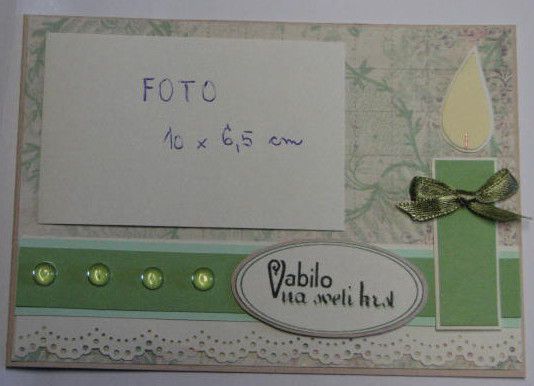 FOTO
10 x 6,5 cm
Vabilo
na sveti krst